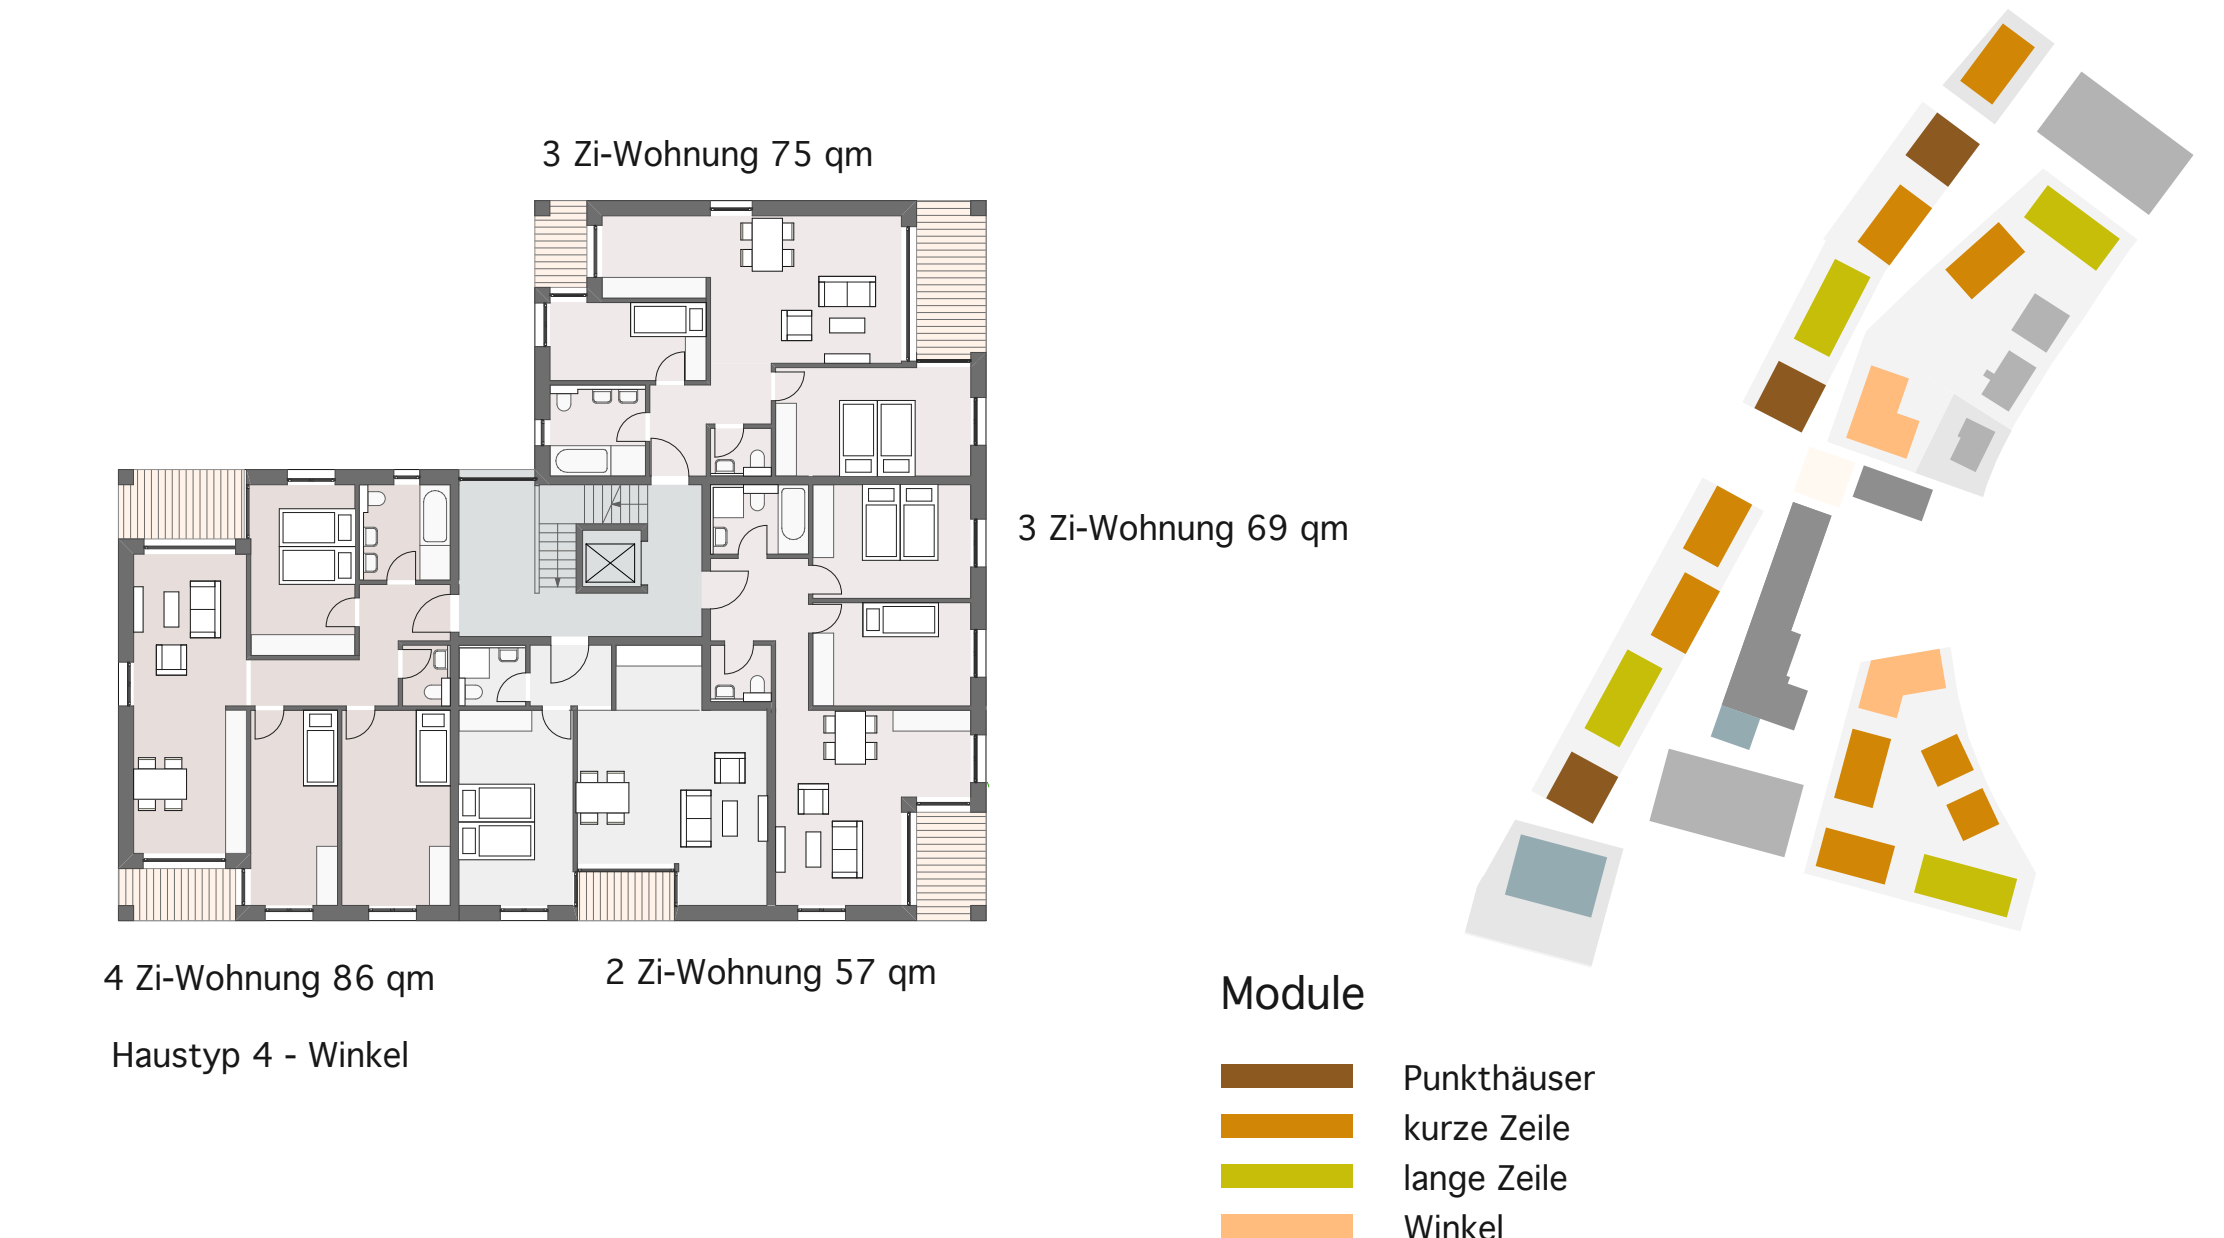 3 Zi-Wohnung 75 qm
3 Zi-Wohnung 69 qm
4 Zi-Wohnung 86 qm
2 Zi-Wohnung 57 qm
Haustyp 4 - Winkel
Module
Punkthäuser
kurze Zeile
lange Zeile
Winkel